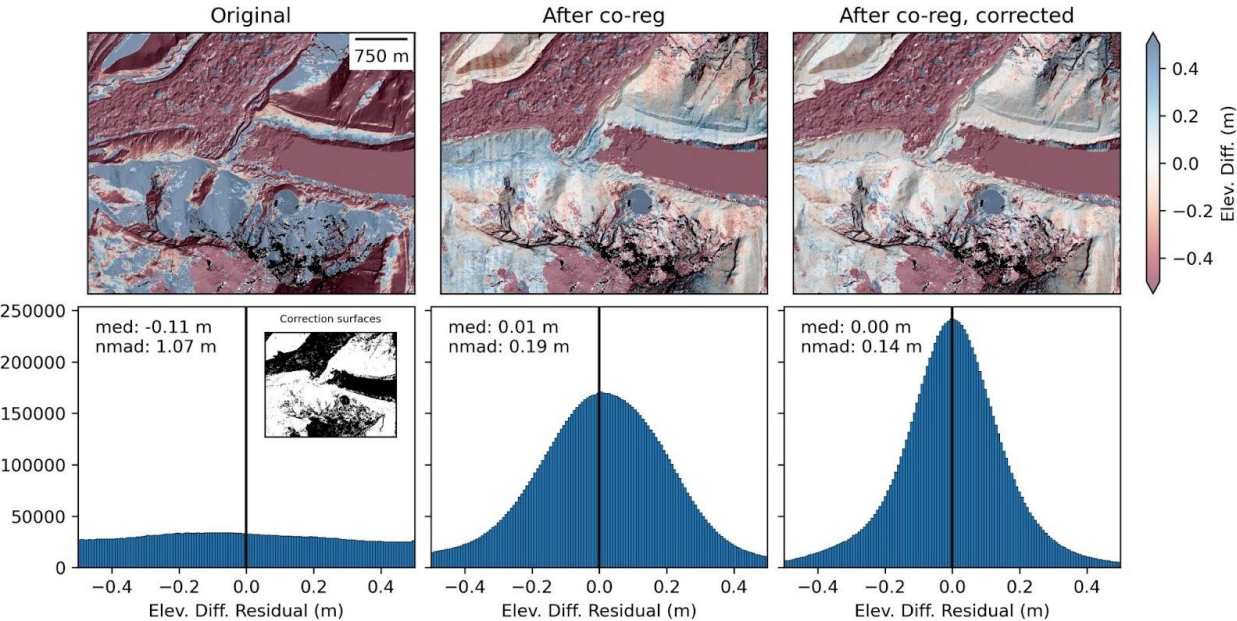 Original
After co-reg
After co-reg, corrected
750 m
0.4
0.2
0.0
−0.2
−0.4
Elev. Diff. (m)
250000
200000
150000
100000
50000
0
med: -0.11 m
nmad: 1.07 m
Correction surfaces
med: 0.01 m
nmad: 0.19 m
med: 0.00 m
nmad: 0.14 m
−0.4 −0.2 0.0 0.2 0.4
−0.4 −0.2 0.0 0.2 0.4
−0.4 −0.2 0.0 0.2 0.4
Elev. Diff. Residual (m)
Elev. Diff. Residual (m)
Elev. Diff. Residual (m)